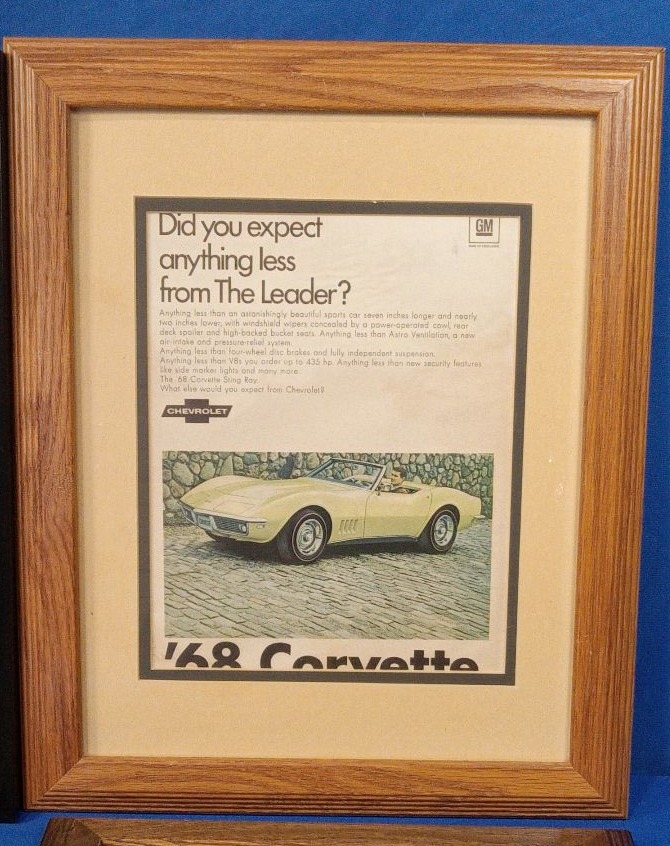 Did you expect
anything less
from The Leader?
GM
Anything less than an astonishingly beautiful sports car seven inches longer and nearly
two inches lower, with windshield wipers concealed by a power-operated cowl, rear
deck spoiler and high-backed bucket seats. Anything less than Astro Ventilation, a new
air-intake and pressure-relief system.
Anything less than four-wheel disc brakes and fully independent suspension.
Anything less than V8s you order up to 435 hp. Anything less than new security features
like side marker lights and many more.
The '68 Corvette Sting Ray.
What else would you expect from Chevrolet?
CHEVROLET
'68 Corvette